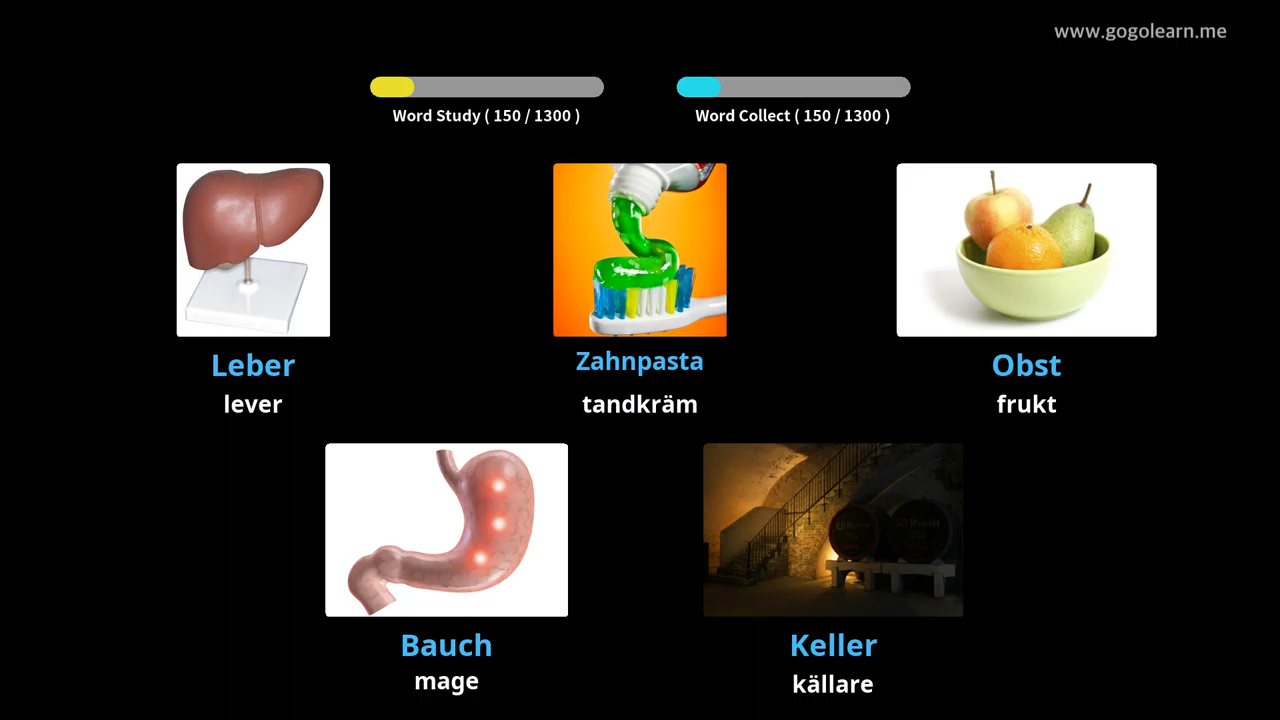 www.gogolearn.me
Word Study ( 150 / 1300 )
Word Collect ( 150 / 1300 )
Leber
lever
Zahnpasta
tandkräm
Obst
frukt
Bauch
mage
Keller
källare